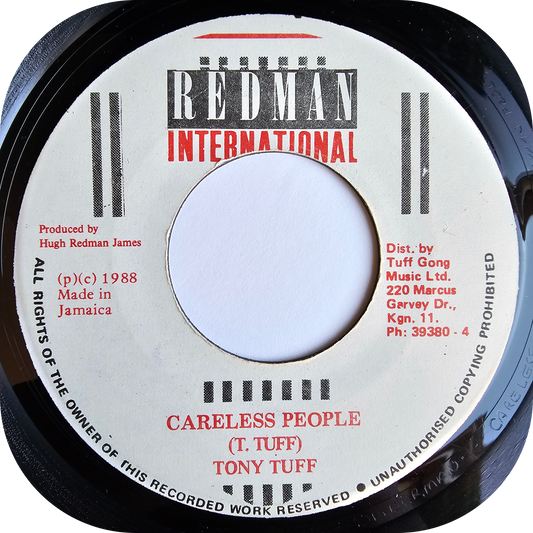 REDMAN
INTERNATIONAL
Produced by
Hugh Redman James
(p)(c) 1988
Made in
Jamaica
Dist. by
Tuff Gong
Music Ltd.
220 Marcus
Garvey Dr.,
Kgn. 11.
Ph: 39380 - 4
CARELESS PEOPLE
(T. TUFF)
TONY TUFF
ALL RIGHTS OF THE OWNER OF THIS RECORDED WORK RESERVED • UNAUTHORISED COPYING PROHIBITED